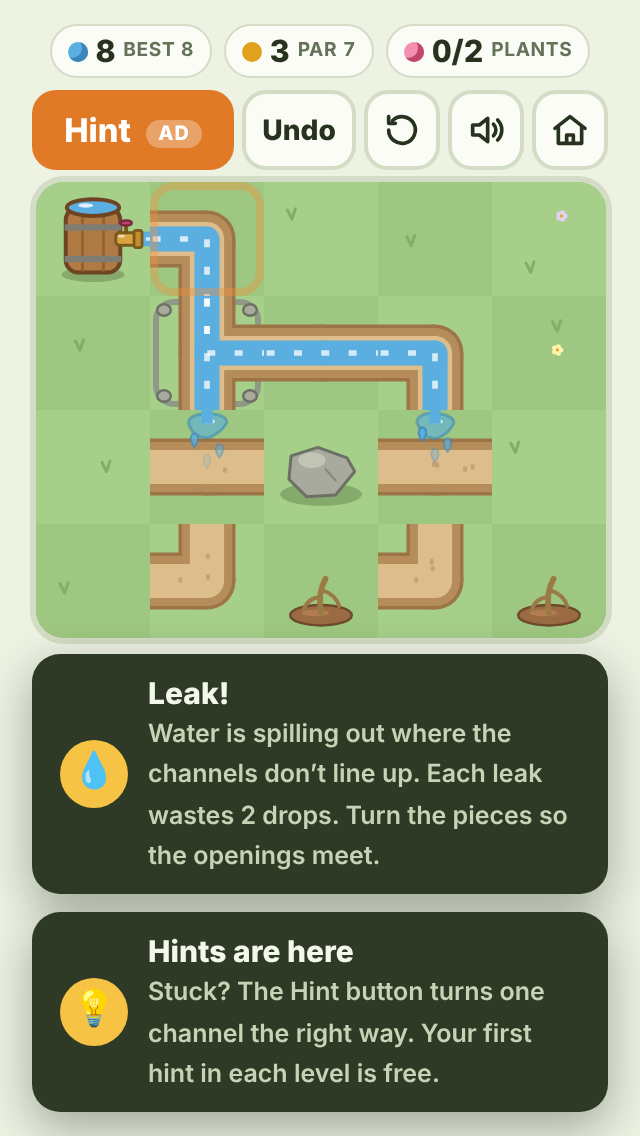 8 BEST 8 3 PAR 7 0/2 PLANTS
Hint AD Undo
Leak!
Water is spilling out where the
channels don’t line up. Each leak
wastes 2 drops. Turn the pieces so
the openings meet.
Hints are here
Stuck? The Hint button turns one
channel the right way. Your first
hint in each level is free.